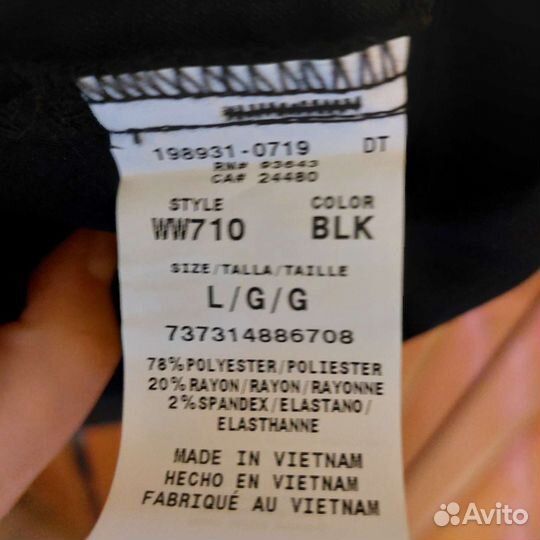 198931-0719 DT
RN# 93643
CA# 24480
STYLE COLOR
WW710 BLK
SIZE/TALLA/TAILLE
L/G/G
737314886708
78%POLYESTER/POLIESTER
20%RAYON/RAYON/RAYONNE
2%SPANDEX/ELASTANO/
ELASTHANNE
MADE IN VIETNAM
HECHO EN VIETNAM
FABRIQUÉ AU VIETNAM
Avito